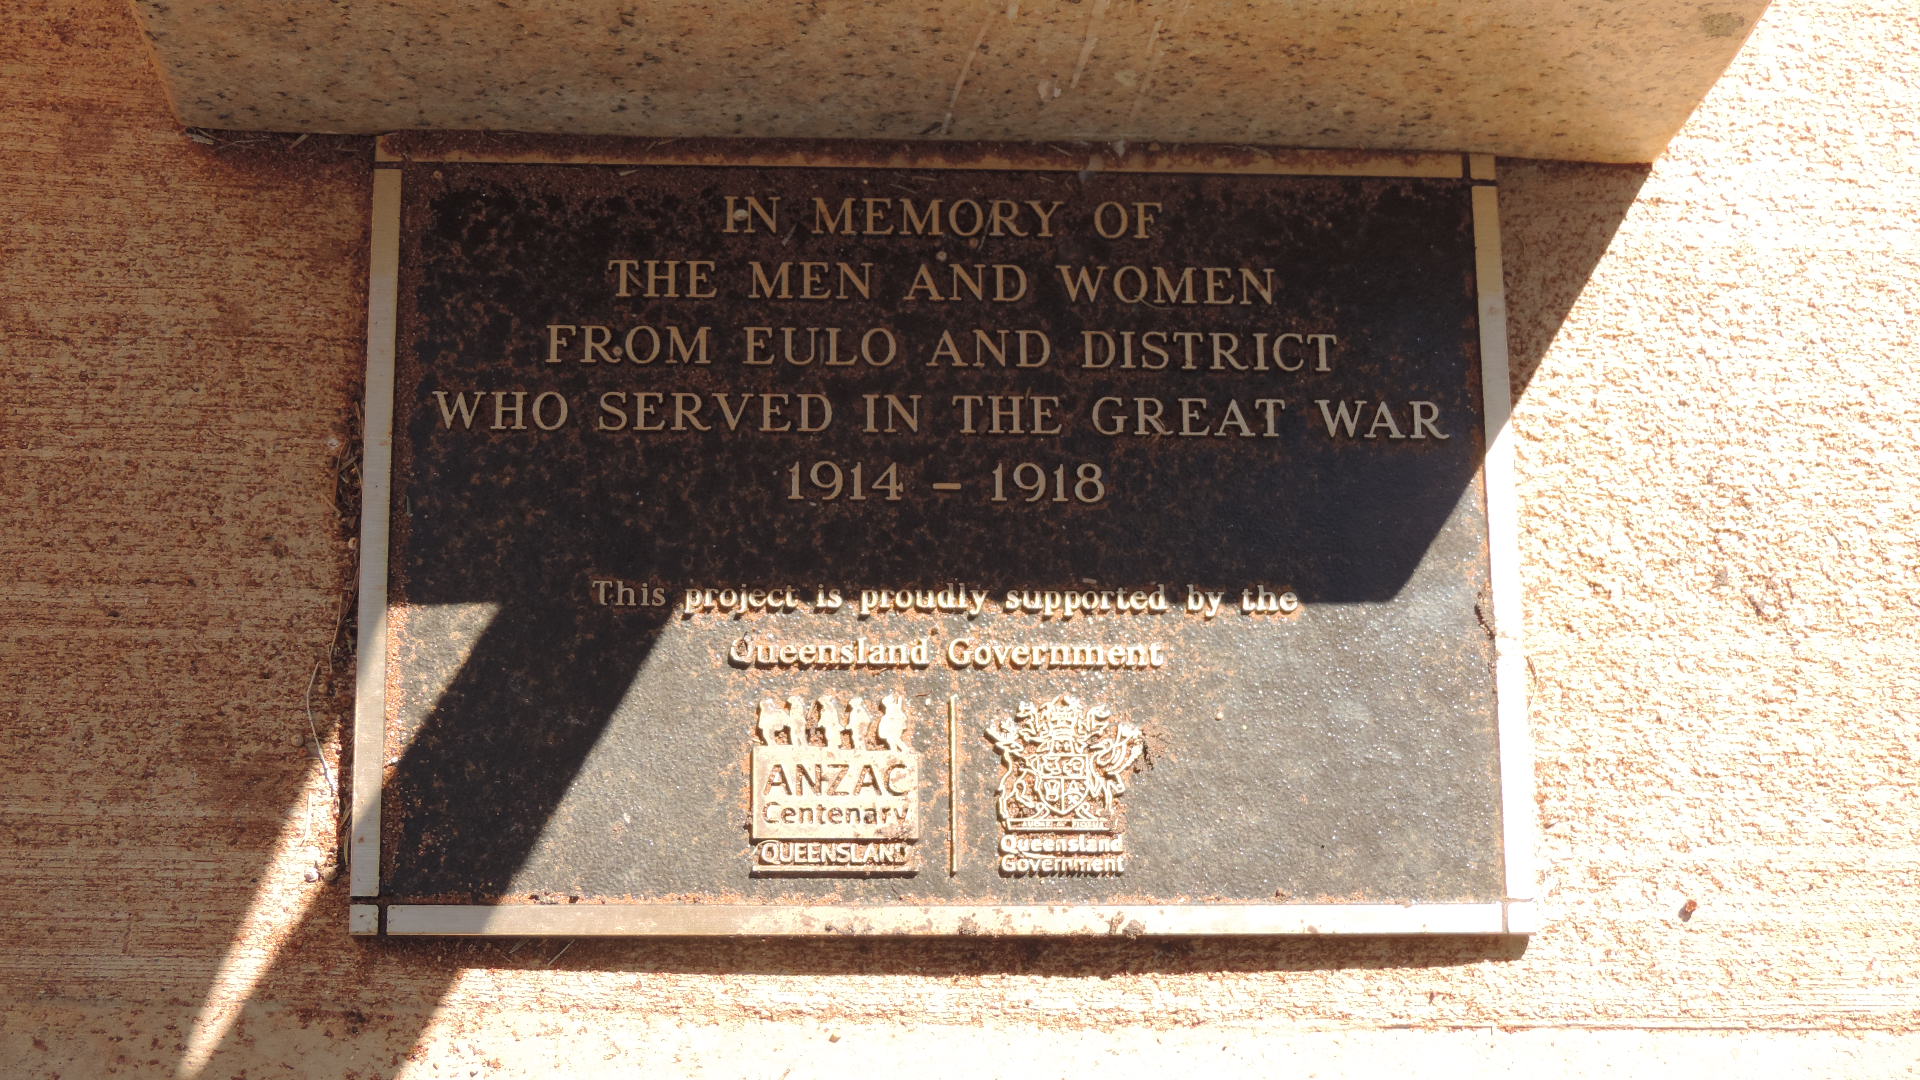 IN MEMORY OF
THE MEN AND WOMEN
FROM EULO AND DISTRICT
WHO SERVED IN THE GREAT WAR
1914 – 1918
This project is proudly supported by the
Queensland Government
ANZAC
Centenary
QUEENSLAND
Queensland
Government